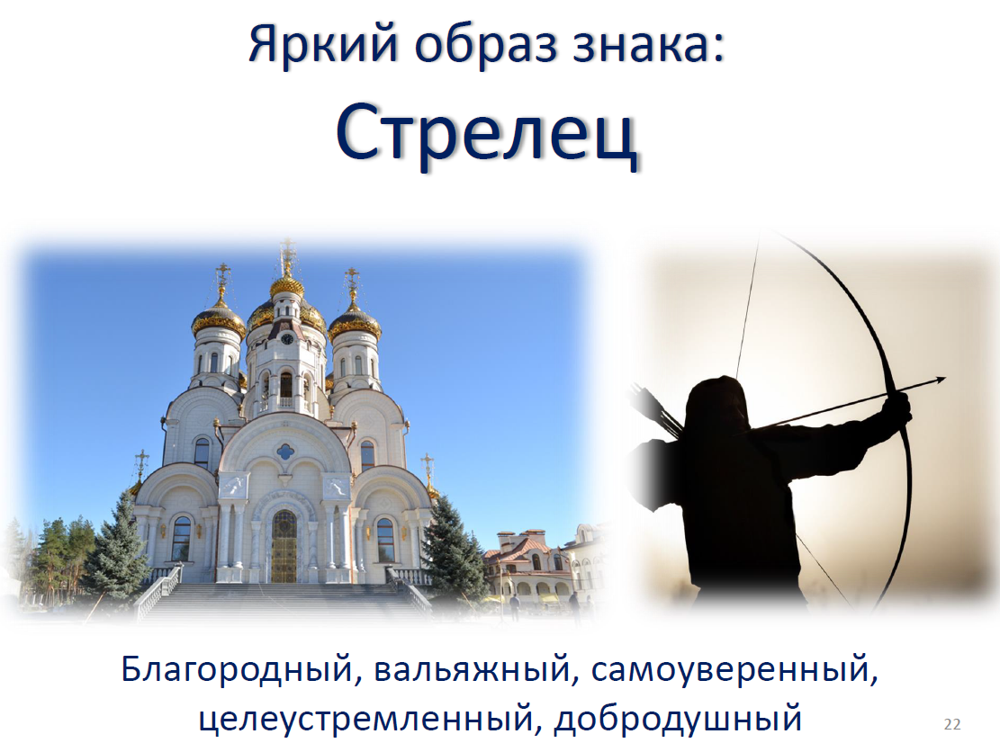 Яркий образ знака:
Стрелец
Благородный, вальяжный, самоуверенный,
целеустремленный, добродушный
22